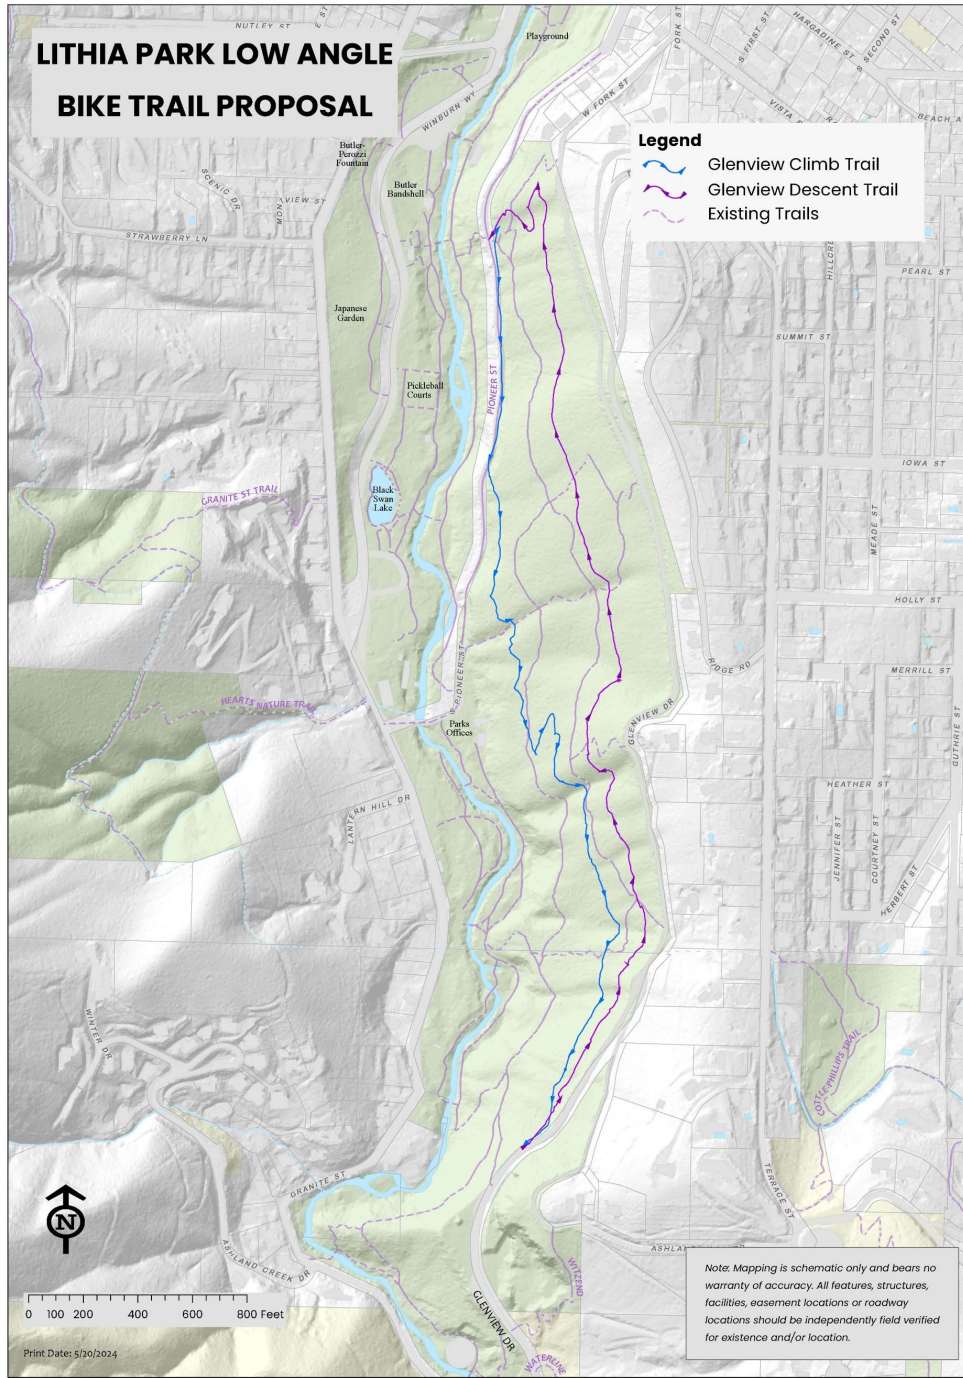 LITHIA PARK LOW ANGLE
BIKE TRAIL PROPOSAL
Playground
NUTLEY ST
E ST
FORK ST
S FIRST ST
HARGADINE ST
S SECOND ST
WINBURN WY
W FORK ST
VISTA S
BEACH A
Legend
Glenview Climb Trail
Glenview Descent Trail
Existing Trails
Butler-
Perozzi
Fountain
Butler
Bandshell
SCENIC DR
VIEW ST
STRAWBERRY LN
HILLCRE
PEARL ST
Japanese
Garden
SUMMIT ST
PIONEER ST
Pickleball
Courts
IOWA ST
Black
Swan
Lake
GRANITE ST TRAIL
MEADE ST
HOLLY ST
RIDGE RD
MERRILL ST
S PIONEER ST
HEARTS NATURE TRAIL
Parks
Offices
GLENVIEW DR
GUTHRIE ST
HEATHER ST
LANTERN HILL DR
JENNIFER ST
COURTNEY ST
HERBERT ST
WINTER DR
COTTLE-PHILLIPS TRAIL
GRANITE ST
TERRACE ST
N
ASHLAND CREEK DR
ASHLAN
WITZEND
GLENVIEW DR
WATERLINE
0 100 200 400 600 800 Feet
Print Date: 5/20/2024
Note: Mapping is schematic only and bears no
warranty of accuracy. All features, structures,
facilities, easement locations or roadway
locations should be independently field verified
for existence and/or location.